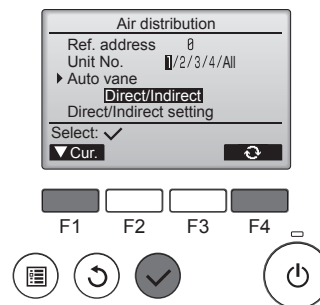 Air distribution
Ref. address 0
Unit No. 1/2/3/4/All
Auto vane
Direct/Indirect
Direct/Indirect setting
Select:
Cur.
F1 F2 F3 F4